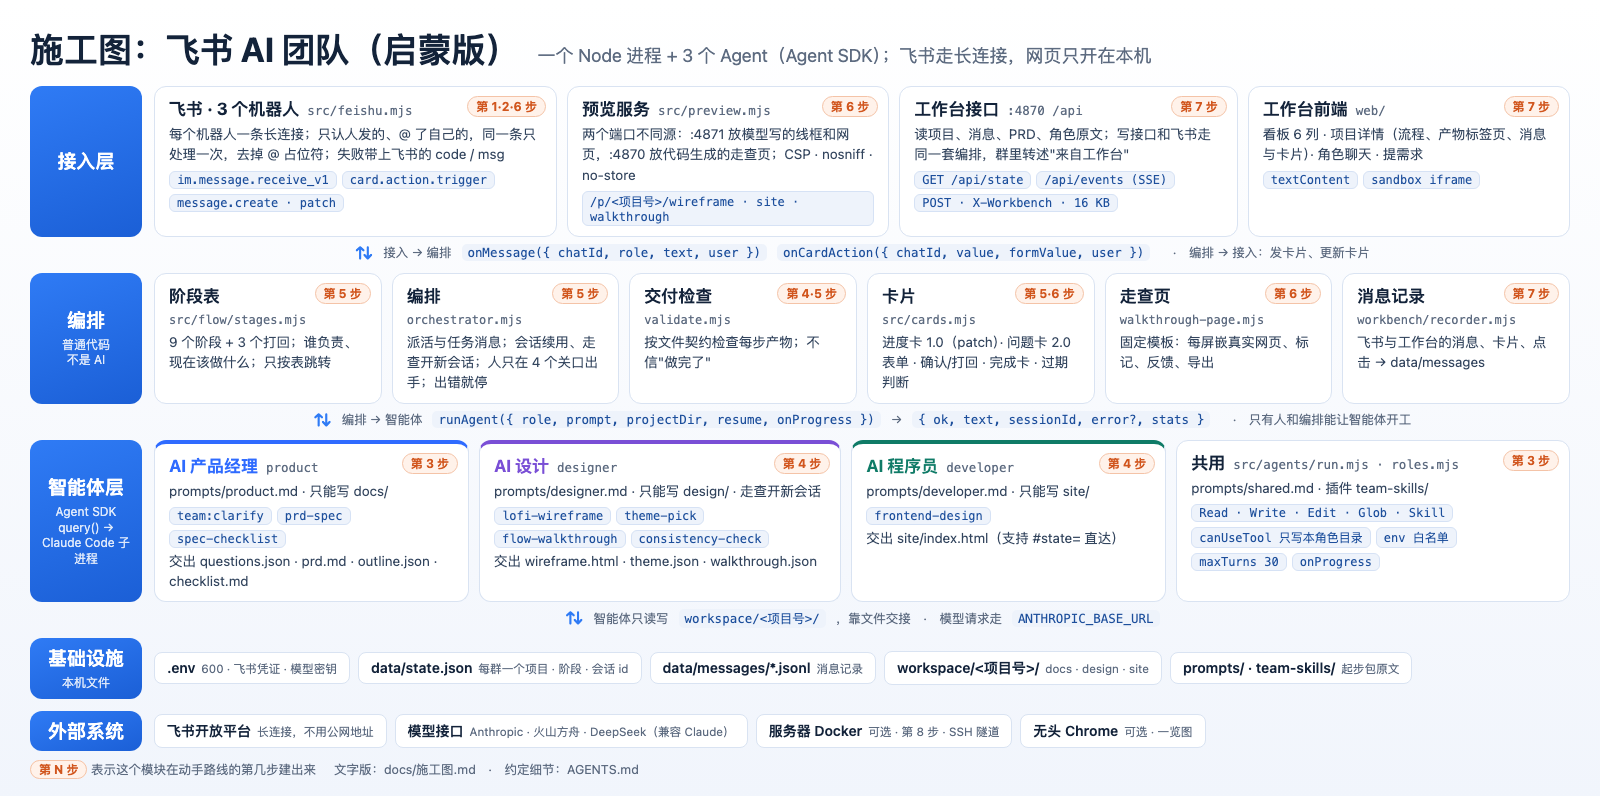 施工图：飞书 AI 团队（启蒙版）
一个 Node 进程 + 3 个 Agent（Agent SDK）；飞书走长连接，网页只开在本机
接入层
飞书 · 3 个机器人 src/feishu.mjs
第 1·2·6 步
每个机器人一条长连接；只认人发的、@ 了自己的，同一条只
处理一次，去掉 @ 占位符；失败带上飞书的 code / msg
im.message.receive_v1
card.action.trigger
message.create · patch
预览服务 src/preview.mjs
第 6 步
两个端口不同源：:4871 放模型写的线框和网
页，:4870 放代码生成的走查页；CSP · nosniff ·
no-store
/p/<项目号>/wireframe · site ·
walkthrough
工作台接口 :4870 /api
第 7 步
读项目、消息、PRD、角色原文；写接口和飞书走
同一套编排，群里转述"来自工作台"
GET /api/state
/api/events (SSE)
POST · X-Workbench · 16 KB
工作台前端 web/
第 7 步
看板 6 列 · 项目详情（流程、产物标签页、消息
与卡片）· 角色聊天 · 提需求
textContent
sandbox iframe
接入 → 编排 onMessage({ chatId, role, text, user }) onCardAction({ chatId, value, formValue, user }) · 编排 → 接入：发卡片、更新卡片
编排
普通代码
不是 AI
阶段表
第 5 步
src/flow/stages.mjs
9 个阶段 + 3 个打回；谁负责、
现在该做什么；只按表跳转
编排
第 5 步
orchestrator.mjs
派活与任务消息；会话续用、走
查开新会话；人只在 4 个关口出
手；出错就停
交付检查
第 4·5 步
validate.mjs
按文件契约检查每步产物；不
信"做完了"
卡片
第 5·6 步
src/cards.mjs
进度卡 1.0（patch）· 问题卡 2.0
表单 · 确认/打回 · 完成卡 · 过期
判断
走查页
第 6 步
walkthrough-page.mjs
固定模板：每屏嵌真实网页、标
记、反馈、导出
消息记录
第 7 步
workbench/recorder.mjs
飞书与工作台的消息、卡片、点
击 → data/messages
编排 → 智能体 runAgent({ role, prompt, projectDir, resume, onProgress }) → { ok, text, sessionId, error?, stats } · 只有人和编排能让智能体开工
智能体层
Agent SDK
query() →
Claude Code 子
进程
AI 产品经理 product
第 3 步
prompts/product.md · 只能写 docs/
team:clarify
prd-spec
spec-checklist
交出 questions.json · prd.md · outline.json ·
checklist.md
AI 设计 designer
第 4 步
prompts/designer.md · 只能写 design/ · 走查开新会话
lofi-wireframe
theme-pick
flow-walkthrough
consistency-check
交出 wireframe.html · theme.json · walkthrough.json
AI 程序员 developer
第 4 步
prompts/developer.md · 只能写 site/
frontend-design
交出 site/index.html（支持 #state= 直达）
共用 src/agents/run.mjs · roles.mjs
第 3 步
prompts/shared.md · 插件 team-skills/
Read · Write · Edit · Glob · Skill
canUseTool 只写本角色目录
env 白名单
maxTurns 30
onProgress
智能体只读写 workspace/<项目号>/ ，靠文件交接 · 模型请求走 ANTHROPIC_BASE_URL
基础设施
本机文件
.env 600 · 飞书凭证 · 模型密钥
data/state.json 每群一个项目 · 阶段 · 会话 id
data/messages/*.jsonl 消息记录
workspace/<项目号>/ docs · design · site
prompts/ · team-skills/ 起步包原文
外部系统
飞书开放平台 长连接，不用公网地址
模型接口 Anthropic · 火山方舟 · DeepSeek（兼容 Claude）
服务器 Docker 可选 · 第 8 步 · SSH 隧道
无头 Chrome 可选 · 一览图
第 N 步 表示这个模块在动手路线的第几步建出来 文字版：docs/施工图.md · 约定细节：AGENTS.md